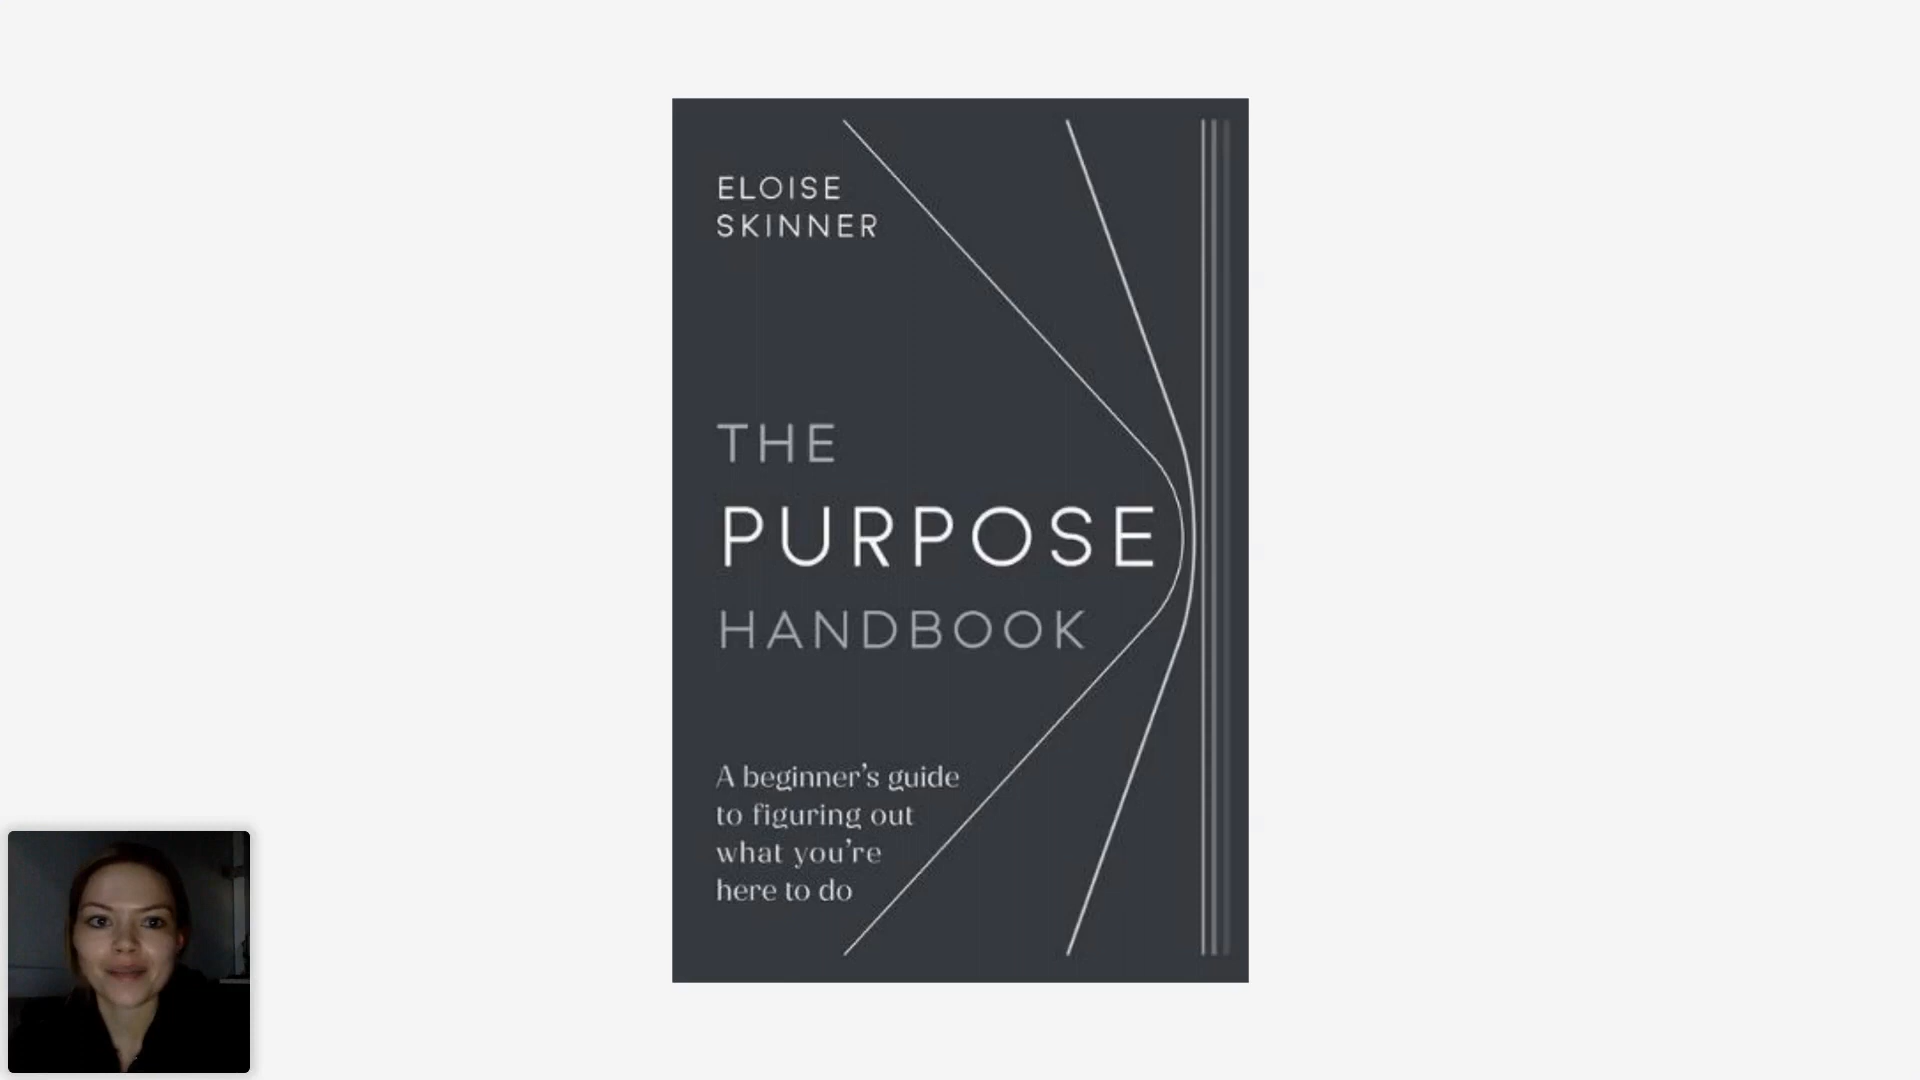 ELOISE
SKINNER
THE
PURPOSE
HANDBOOK
A beginner’s guide
to figuring out
what you’re
here to do